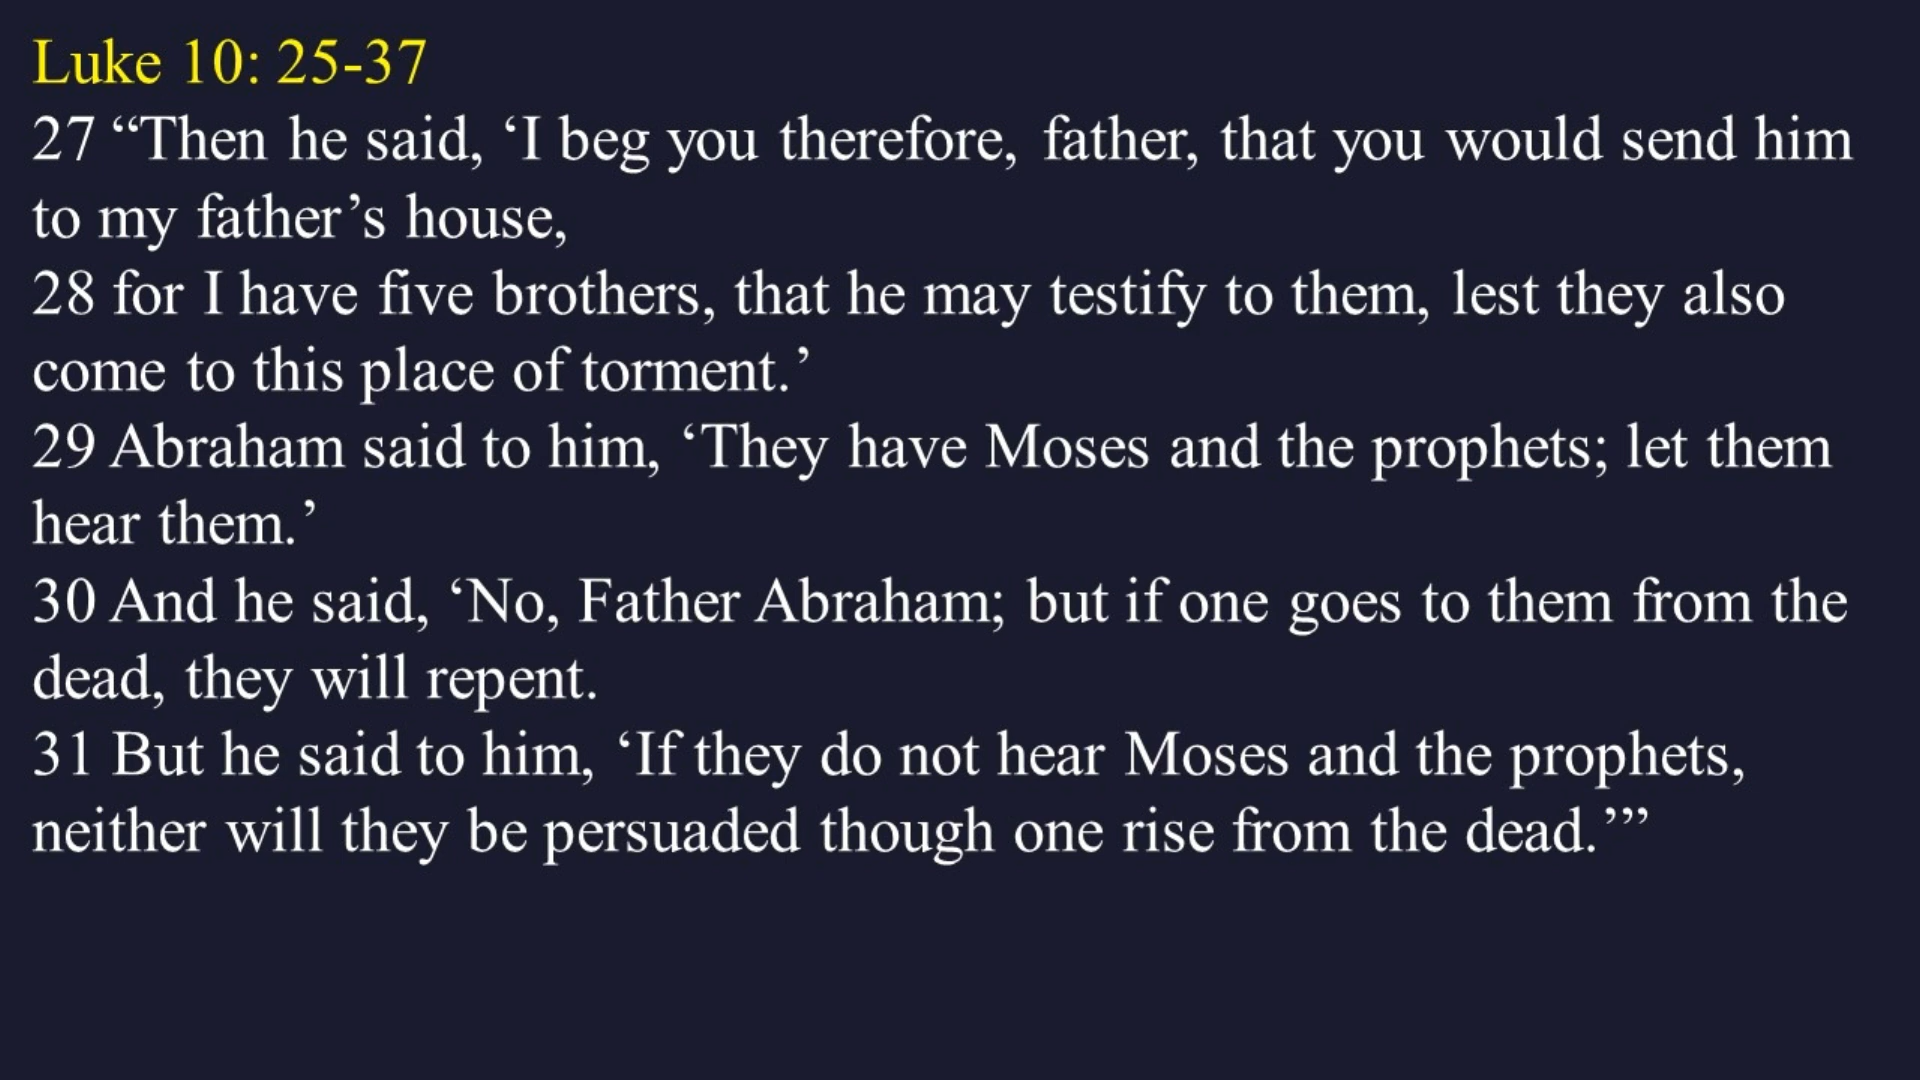 Luke 10: 25-37
27 “Then he said, ‘I beg you therefore, father, that you would send him
to my father’s house,
28 for I have five brothers, that he may testify to them, lest they also
come to this place of torment.’
29 Abraham said to him, ‘They have Moses and the prophets; let them
hear them.’
30 And he said, ‘No, Father Abraham; but if one goes to them from the
dead, they will repent.
31 But he said to him, ‘If they do not hear Moses and the prophets,
neither will they be persuaded though one rise from the dead.’”